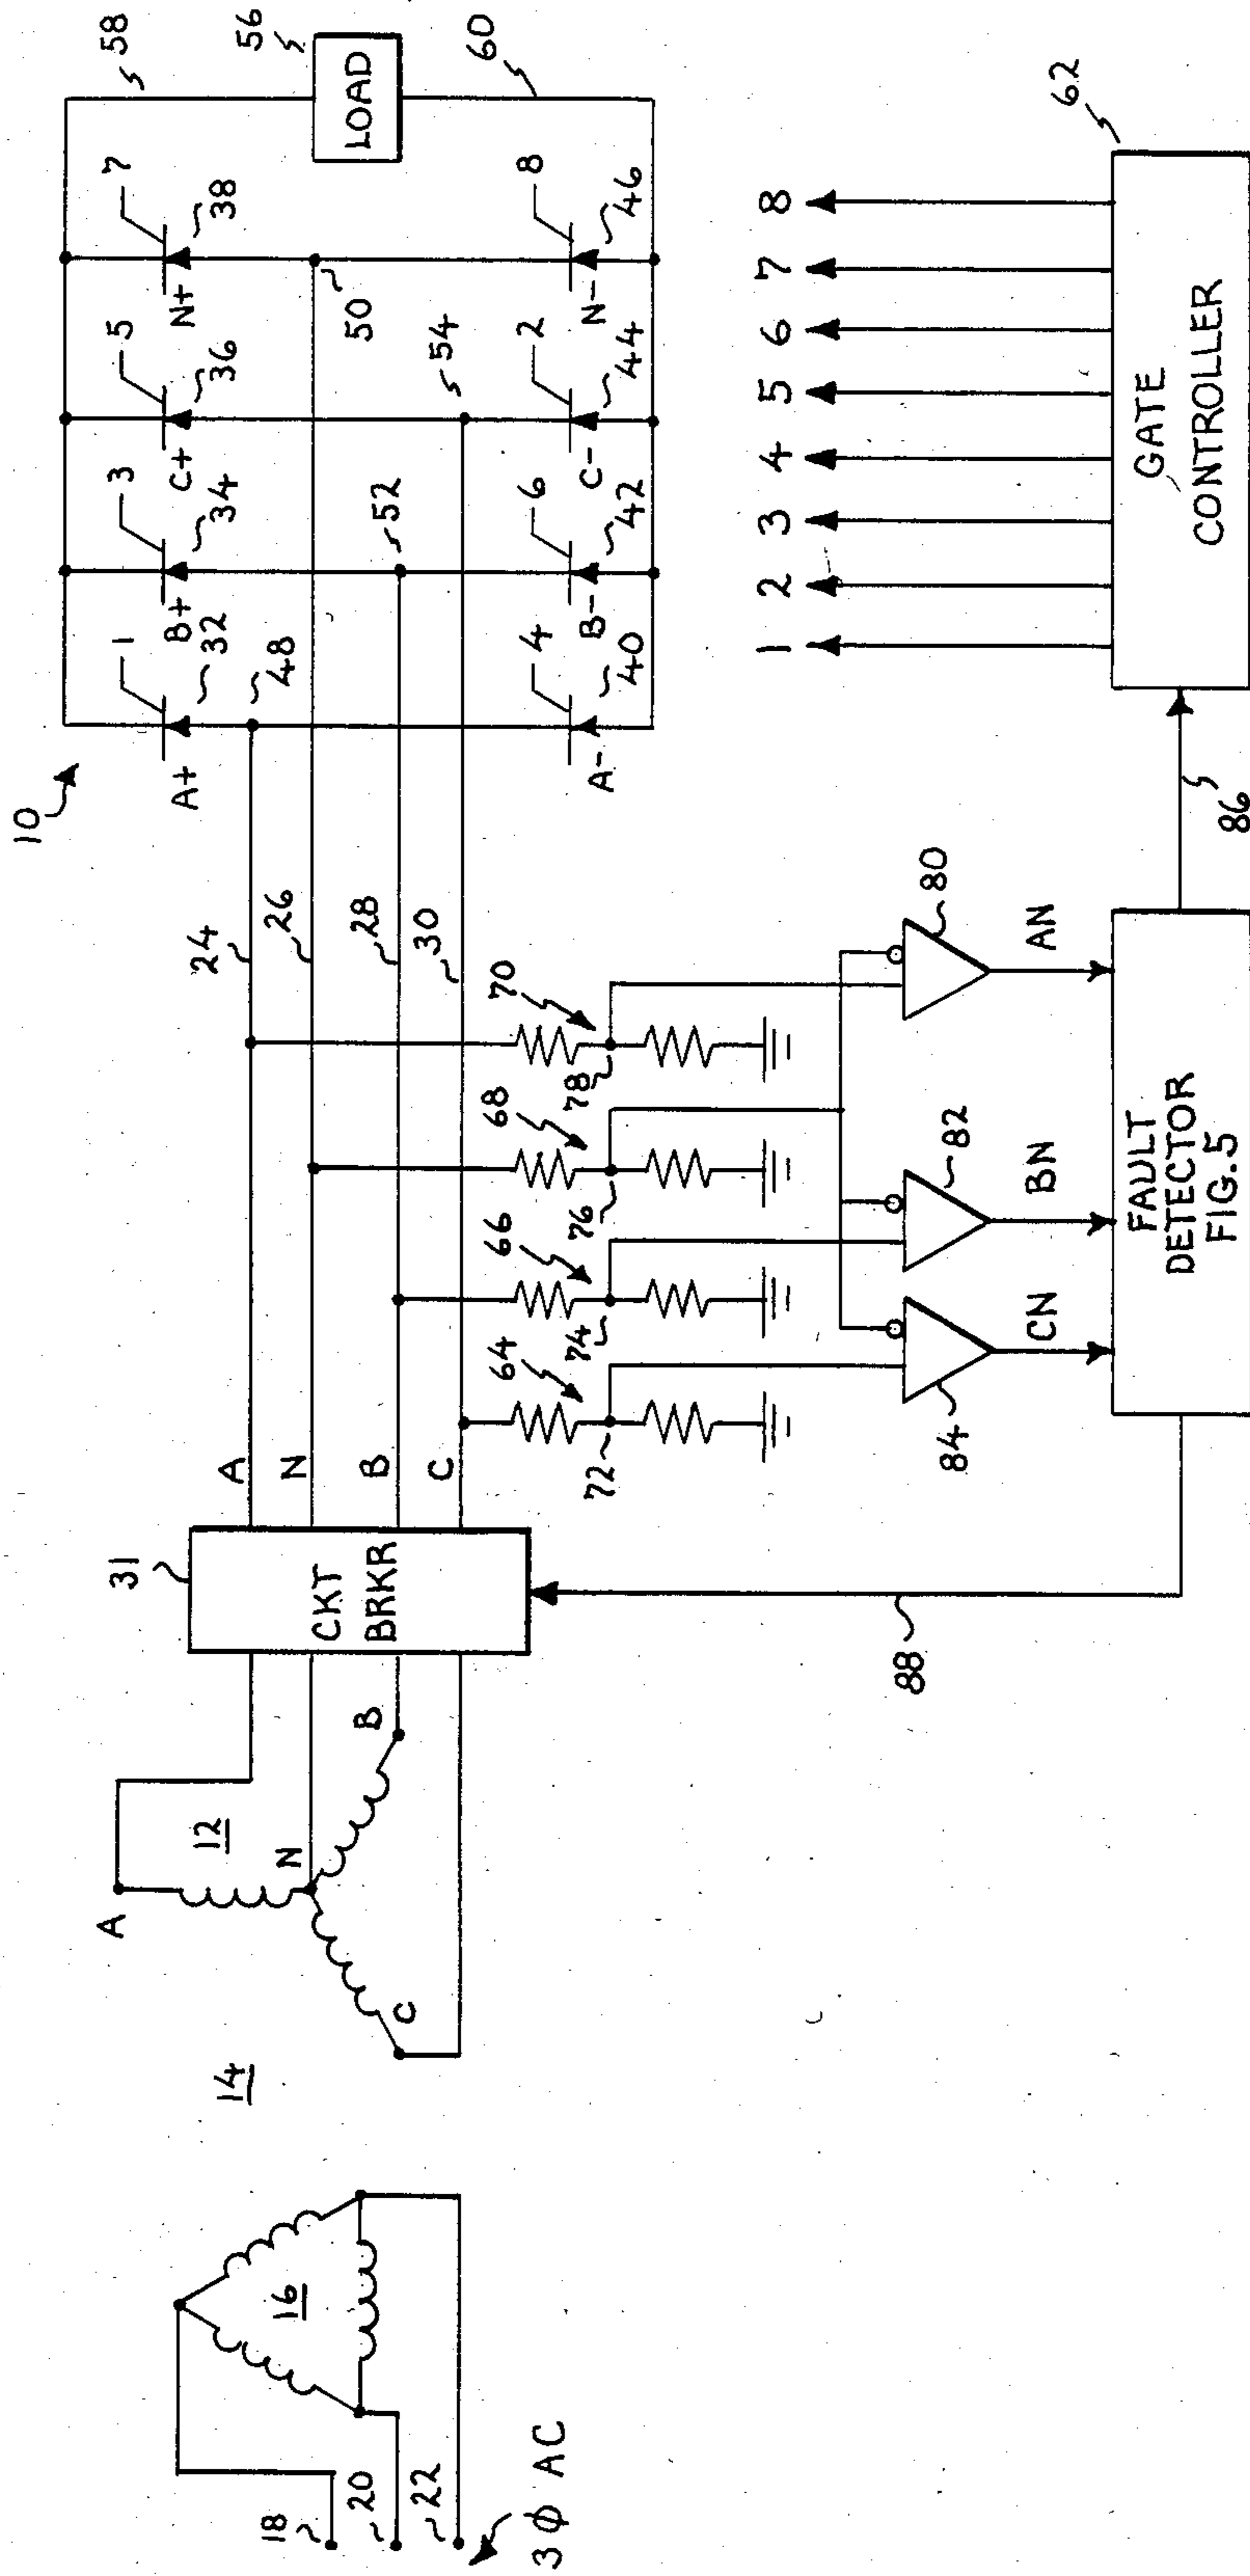 10
58
56
LOAD
60
1
3
5
7
A+
B+
C+
N+
32
34
36
38
48
50
52
54
4
6
2
8
A-
B-
C-
N-
40
42
44
46
24
26
28
30
31
CKT
BRKR
A
N
B
C
A
N
B
C
12
14
16
18
20
22
3φ AC
64
66
68
70
72
74
76
78
80
82
84
CN
BN
AN
FAULT
DETECTOR
FIG.5
86
88
1 2 3 4 5 6 7 8
GATE
CONTROLLER
62